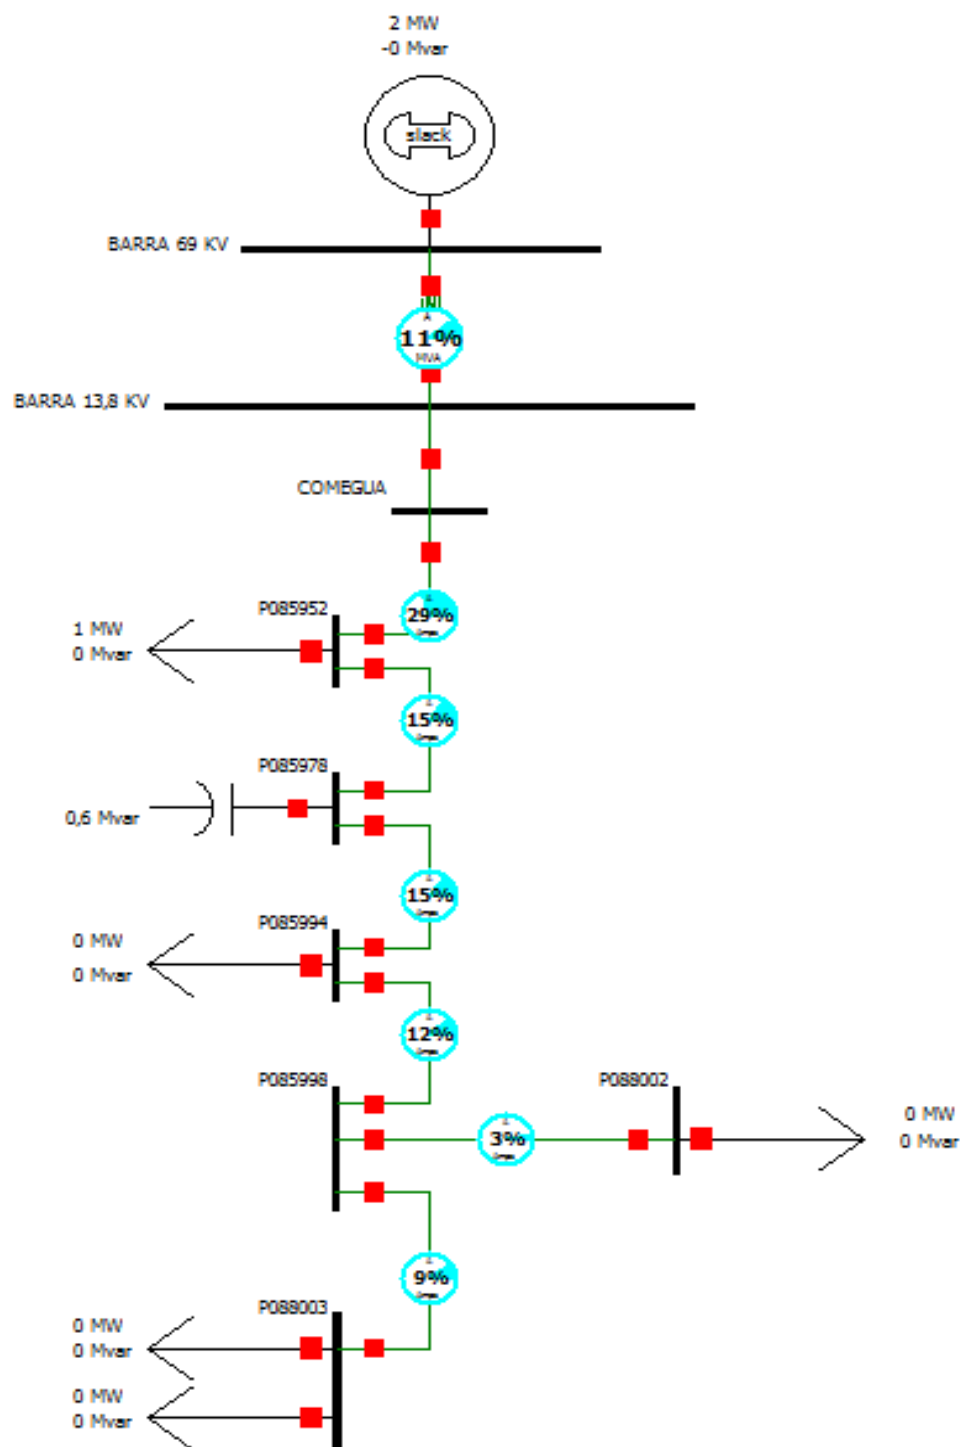 2 MW
-0 Mvar
slack
BARRA 69 KV
A
11%
MVA
BARRA 13,8 KV
COMEGUA
29%
P085952
1 MW
0 Mvar
15%
P085978
0,6 Mvar
15%
P085994
0 MW
0 Mvar
12%
P085998
P088002
3%
0 MW
0 Mvar
9%
P088003
0 MW
0 Mvar
0 MW
0 Mvar